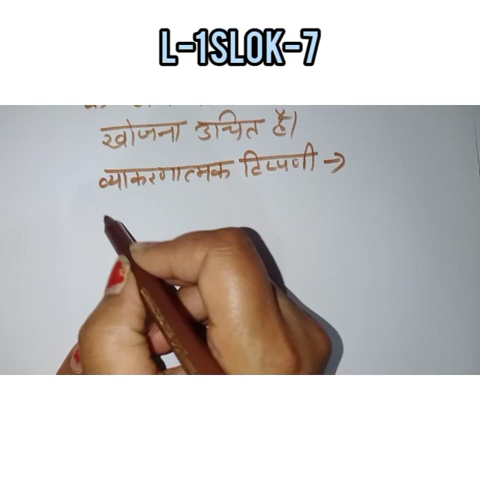 L-1SLOK-7
खोजना उचित है।
व्याकरणात्मक टिप्पणी →